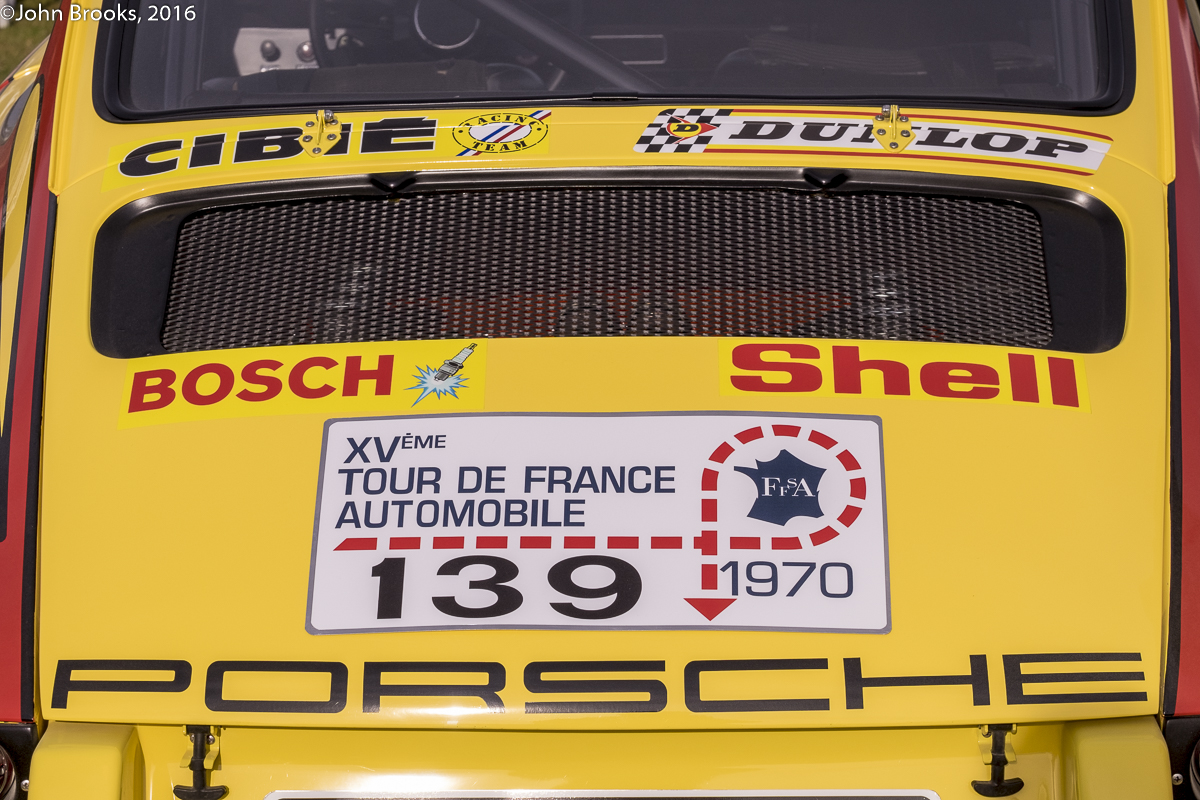 ©John Brooks, 2016
CIBIÉ RACING TEAM
D DUNLOP
BOSCH
Shell
XVÈME
TOUR DE FRANCE
AUTOMOBILE
FFSA
139
1970
PORSCHE